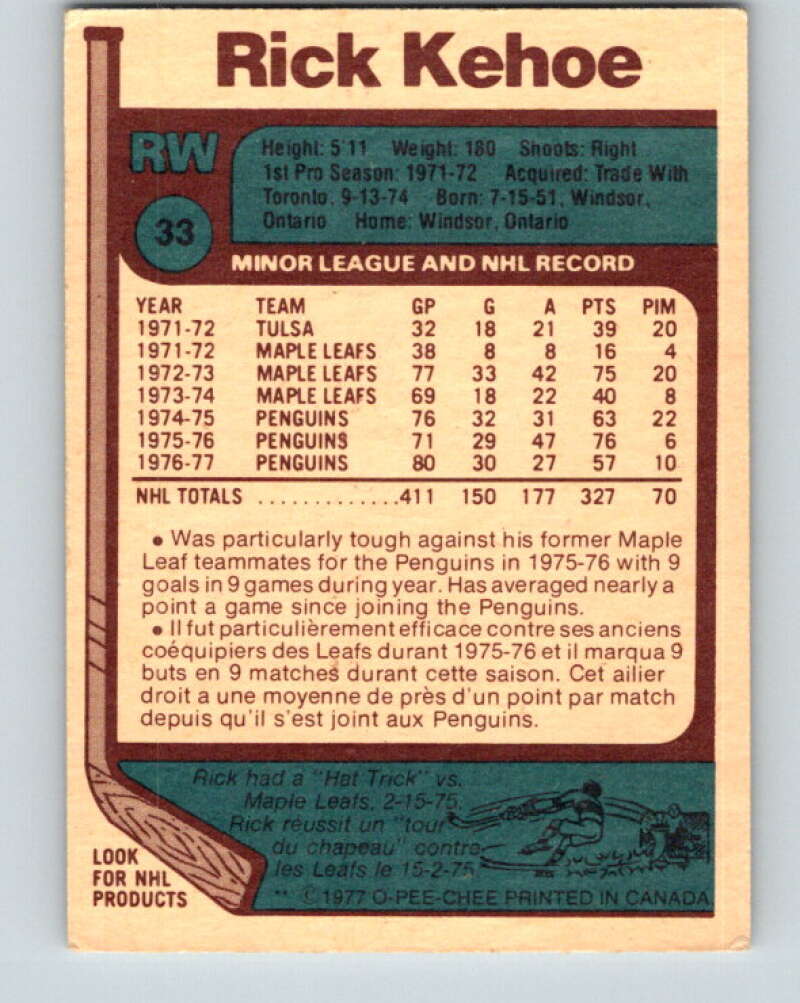 Rick Kehoe
RW
33
Height: 5'11 Weight: 180 Shoots: Right
1st Pro Season: 1971-72 Acquired: Trade With
Toronto, 9-13-74 Born: 7-15-51, Windsor,
Ontario Home: Windsor, Ontario
MINOR LEAGUE AND NHL RECORD
YEAR TEAM GP G A PTS PIM
1971-72 TULSA 32 18 21 39 20
1971-72 MAPLE LEAFS 38 8 8 16 4
1972-73 MAPLE LEAFS 77 33 42 75 20
1973-74 MAPLE LEAFS 69 18 22 40 8
1974-75 PENGUINS 76 32 31 63 22
1975-76 PENGUINS 71 29 47 76 6
1976-77 PENGUINS 80 30 27 57 10
NHL TOTALS .............411 150 177 327 70
• Was particularly tough against his former Maple
Leaf teammates for the Penguins in 1975-76 with 9
goals in 9 games during year. Has averaged nearly a
point a game since joining the Penguins.
• Il fut particulièrement efficace contre ses anciens
coéquipiers des Leafs durant 1975-76 et il marqua 9
buts en 9 matches durant cette saison. Cet ailier
droit a une moyenne de près d'un point par match
depuis qu'il s'est joint aux Penguins.
Rick had a "Hat Trick" vs.
Maple Leafs, 2-15-75.
Rick réussit un "tour
du chapeau" contre
les Leafs le 15-2-75.
LOOK
FOR NHL
PRODUCTS
** © 1977 O-PEE-CHEE PRINTED IN CANADA